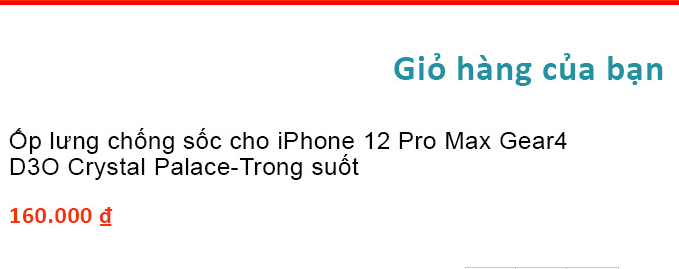 Giỏ hàng của bạn
Ốp lưng chống sốc cho iPhone 12 Pro Max Gear4
D3O Crystal Palace-Trong suốt
160.000 ₫